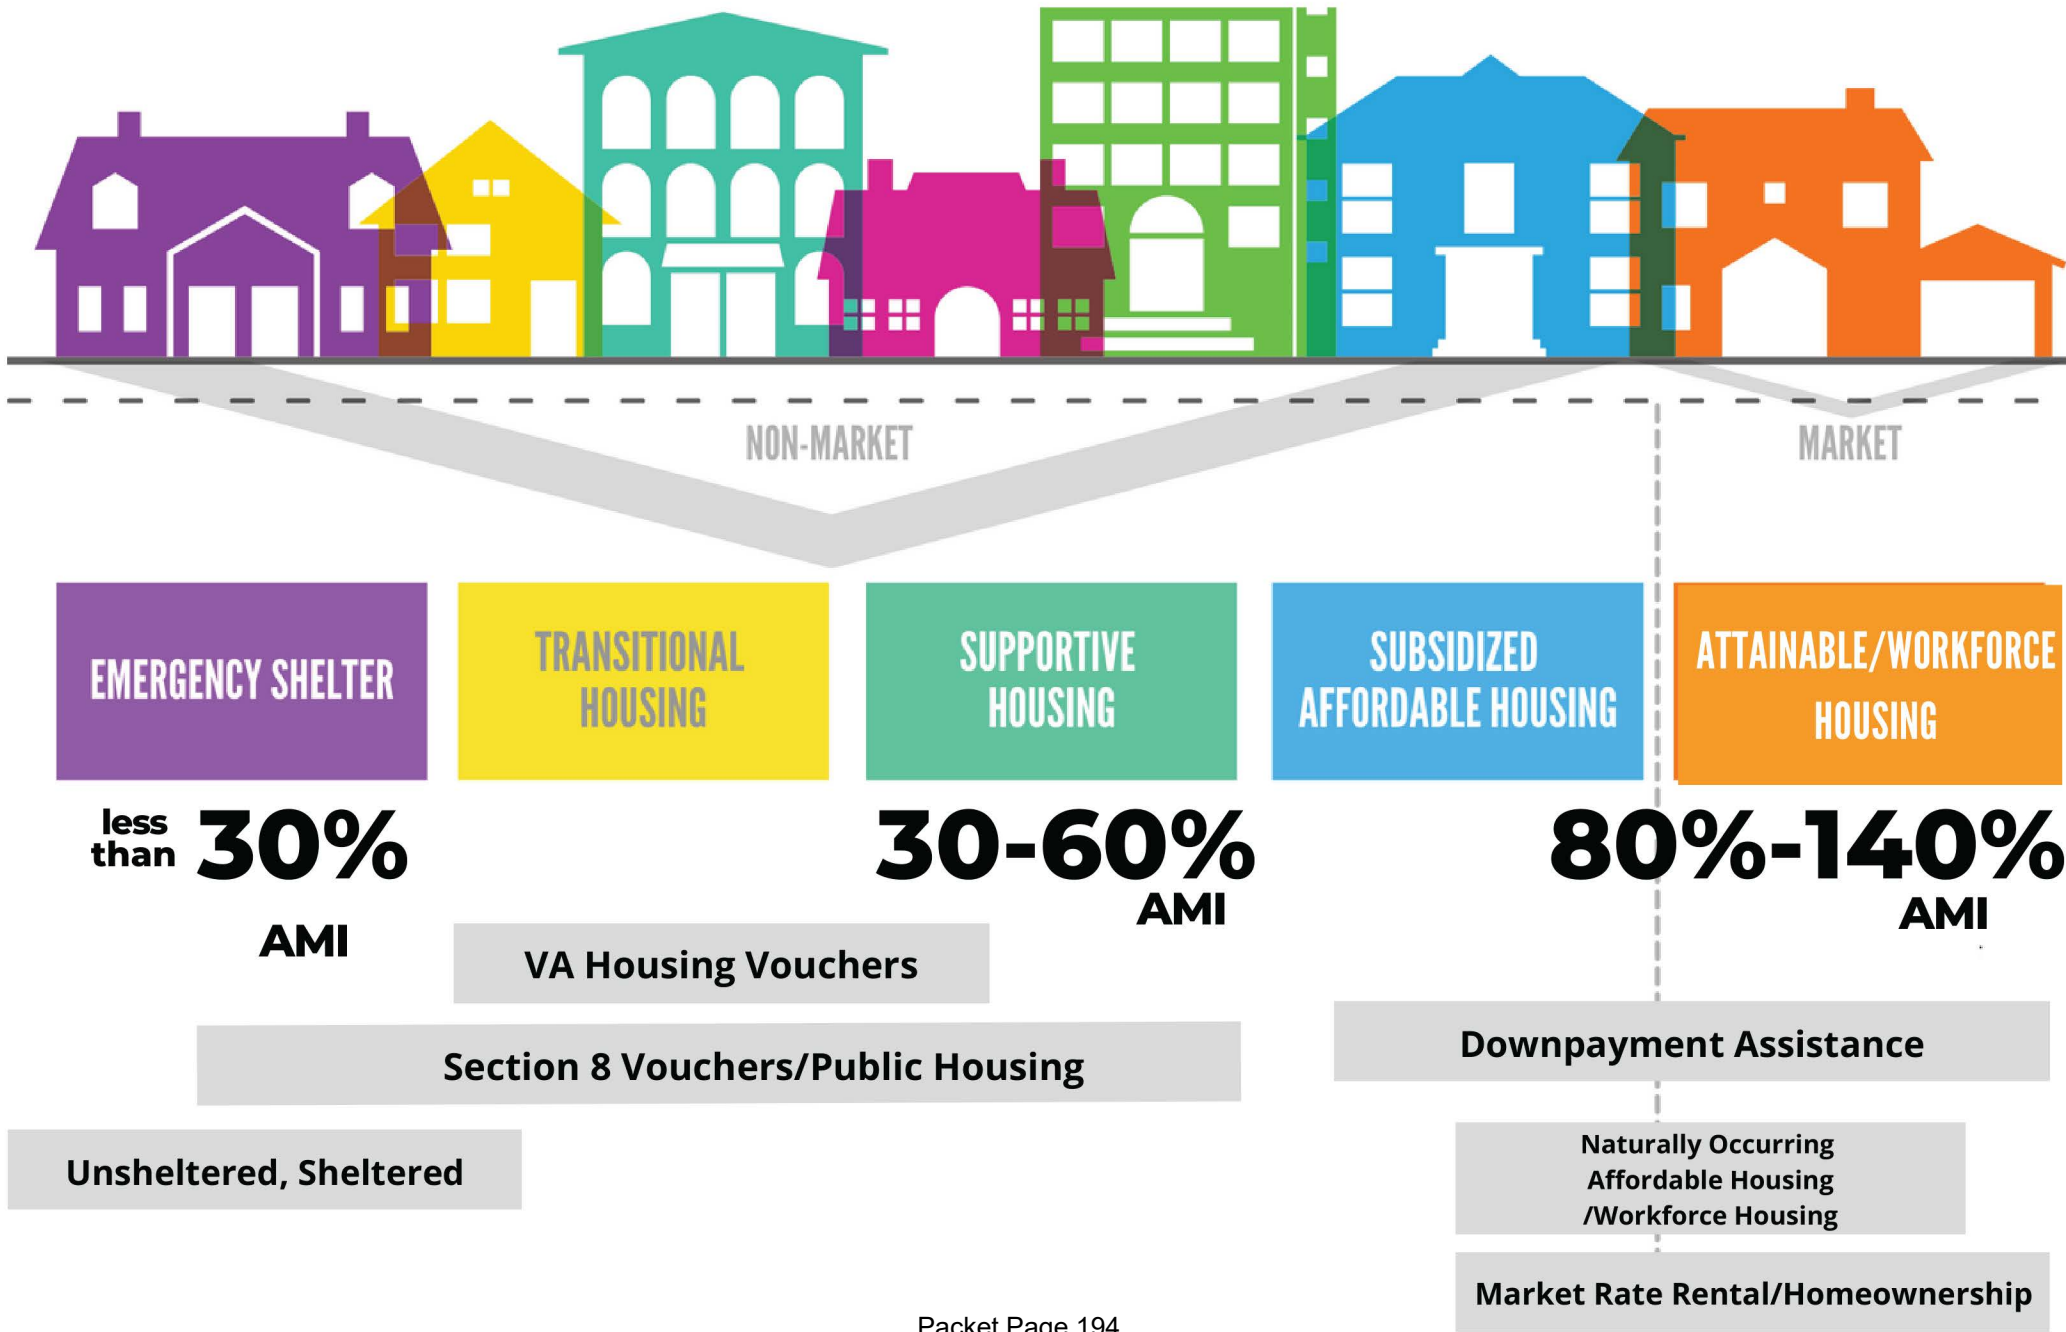 NON-MARKET
MARKET
EMERGENCY SHELTER
TRANSITIONAL
HOUSING
SUPPORTIVE
HOUSING
SUBSIDIZED
AFFORDABLE HOUSING
ATTAINABLE/WORKFORCE
HOUSING
less
than 30%
AMI
30-60%
AMI
80%-140%
AMI
VA Housing Vouchers
Section 8 Vouchers/Public Housing
Unsheltered, Sheltered
Downpayment Assistance
Naturally Occurring
Affordable Housing
/Workforce Housing
Market Rate Rental/Homeownership
Packet Page 194